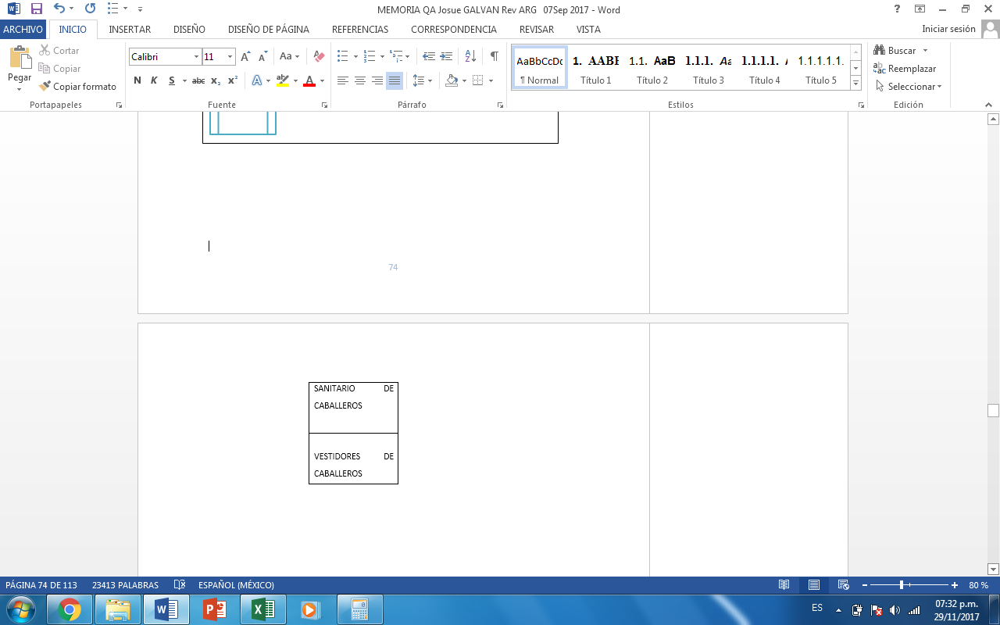 MEMORIA QA Josue GALVAN Rev ARG 07Sep 2017 - Word
ARCHIVO INICIO INSERTAR DISEÑO DISEÑO DE PÁGINA REFERENCIAS CORRESPONDENCIA REVISAR VISTA Iniciar sesión
Pegar
Cortar
Copiar
Copiar formato
Portapapeles
Calibri 11
N K S abc x₂ x²
Fuente
Párrafo
AaBbCcDc 1. AABI 1.1. AaB 1.1.1. Aa 1.1.1.1. 1.1.1.1.1.
¶ Normal Título 1 Título 2 Título 3 Título 4 Título 5
Estilos
Buscar
Reemplazar
Seleccionar
Edición
74
SANITARIO DE
CABALLEROS
VESTIDORES DE
CABALLEROS
PÁGINA 74 DE 113 23413 PALABRAS ESPAÑOL (MÉXICO) 80 %
ES 07:32 p.m.
29/11/2017